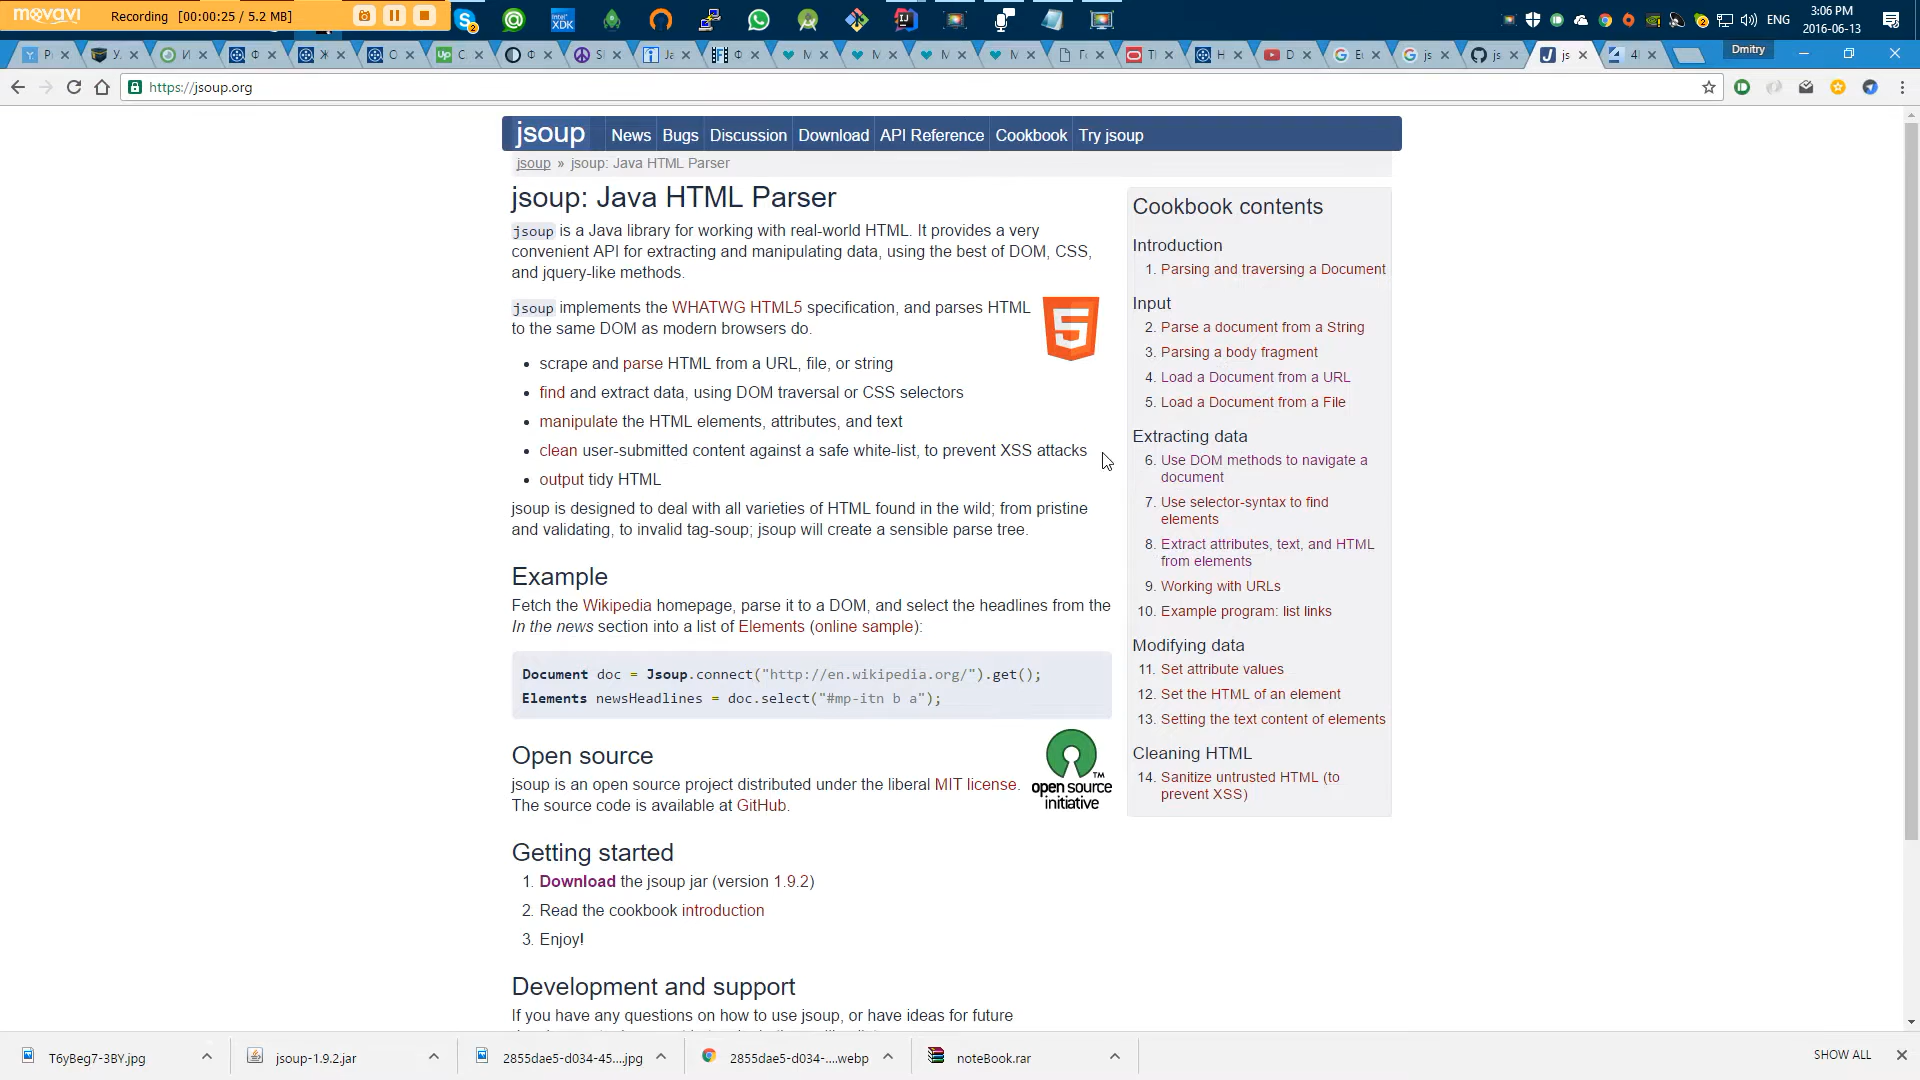 movavi Recording [00:00:25 / 5.2 MB]
ENG 3:06 PM
2016-06-13
Dmitry
https://jsoup.org
jsoup News Bugs Discussion Download API Reference Cookbook Try jsoup
jsoup » jsoup: Java HTML Parser
jsoup: Java HTML Parser
jsoup is a Java library for working with real-world HTML. It provides a very
convenient API for extracting and manipulating data, using the best of DOM, CSS,
and jquery-like methods.
jsoup implements the WHATWG HTML5 specification, and parses HTML
to the same DOM as modern browsers do.
• scrape and parse HTML from a URL, file, or string
• find and extract data, using DOM traversal or CSS selectors
• manipulate the HTML elements, attributes, and text
• clean user-submitted content against a safe white-list, to prevent XSS attacks
• output tidy HTML
jsoup is designed to deal with all varieties of HTML found in the wild; from pristine
and validating, to invalid tag-soup; jsoup will create a sensible parse tree.
Example
Fetch the Wikipedia homepage, parse it to a DOM, and select the headlines from the
In the news section into a list of Elements (online sample):
Document doc = Jsoup.connect("http://en.wikipedia.org/").get();
Elements newsHeadlines = doc.select("#mp-itn b a");
Open source
jsoup is an open source project distributed under the liberal MIT license.
The source code is available at GitHub.
open source
initiative
TM
Getting started
1. Download the jsoup jar (version 1.9.2)
2. Read the cookbook introduction
3. Enjoy!
Development and support
If you have any questions on how to use jsoup, or have ideas for future
Cookbook contents
Introduction
1. Parsing and traversing a Document
Input
2. Parse a document from a String
3. Parsing a body fragment
4. Load a Document from a URL
5. Load a Document from a File
Extracting data
6. Use DOM methods to navigate a
document
7. Use selector-syntax to find
elements
8. Extract attributes, text, and HTML
from elements
9. Working with URLs
10. Example program: list links
Modifying data
11. Set attribute values
12. Set the HTML of an element
13. Setting the text content of elements
Cleaning HTML
14. Sanitize untrusted HTML (to
prevent XSS)
T6yBeg7-3BY.jpg jsoup-1.9.2.jar 2855dae5-d034-45....jpg 2855dae5-d034-....webp noteBook.rar SHOW ALL